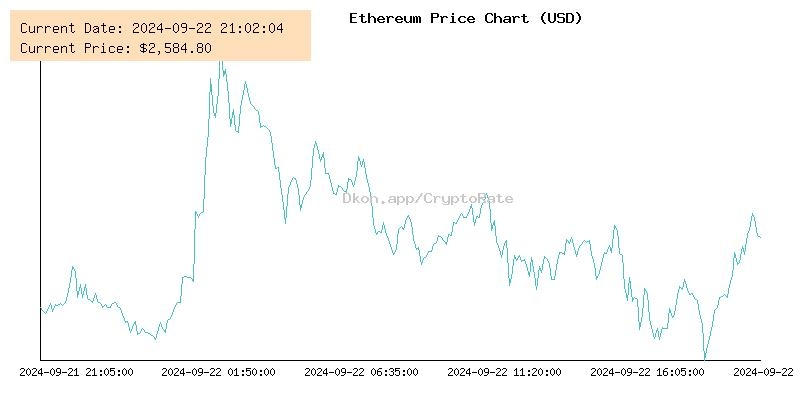 Ethereum Price Chart (USD)
Current Date: 2024-09-22 21:02:04
Current Price: $2,584.80
Dkon.app/CryptoRate
2024-09-21 21:05:00 2024-09-22 01:50:00 2024-09-22 06:35:00 2024-09-22 11:20:00 2024-09-22 16:05:00 2024-09-22